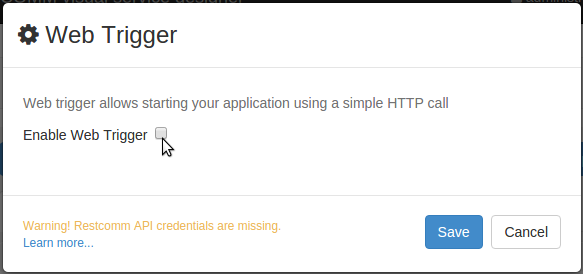 Web Trigger
Web trigger allows starting your application using a simple HTTP call
Enable Web Trigger
Warning! Restcomm API credentials are missing.
Learn more...
Save
Cancel